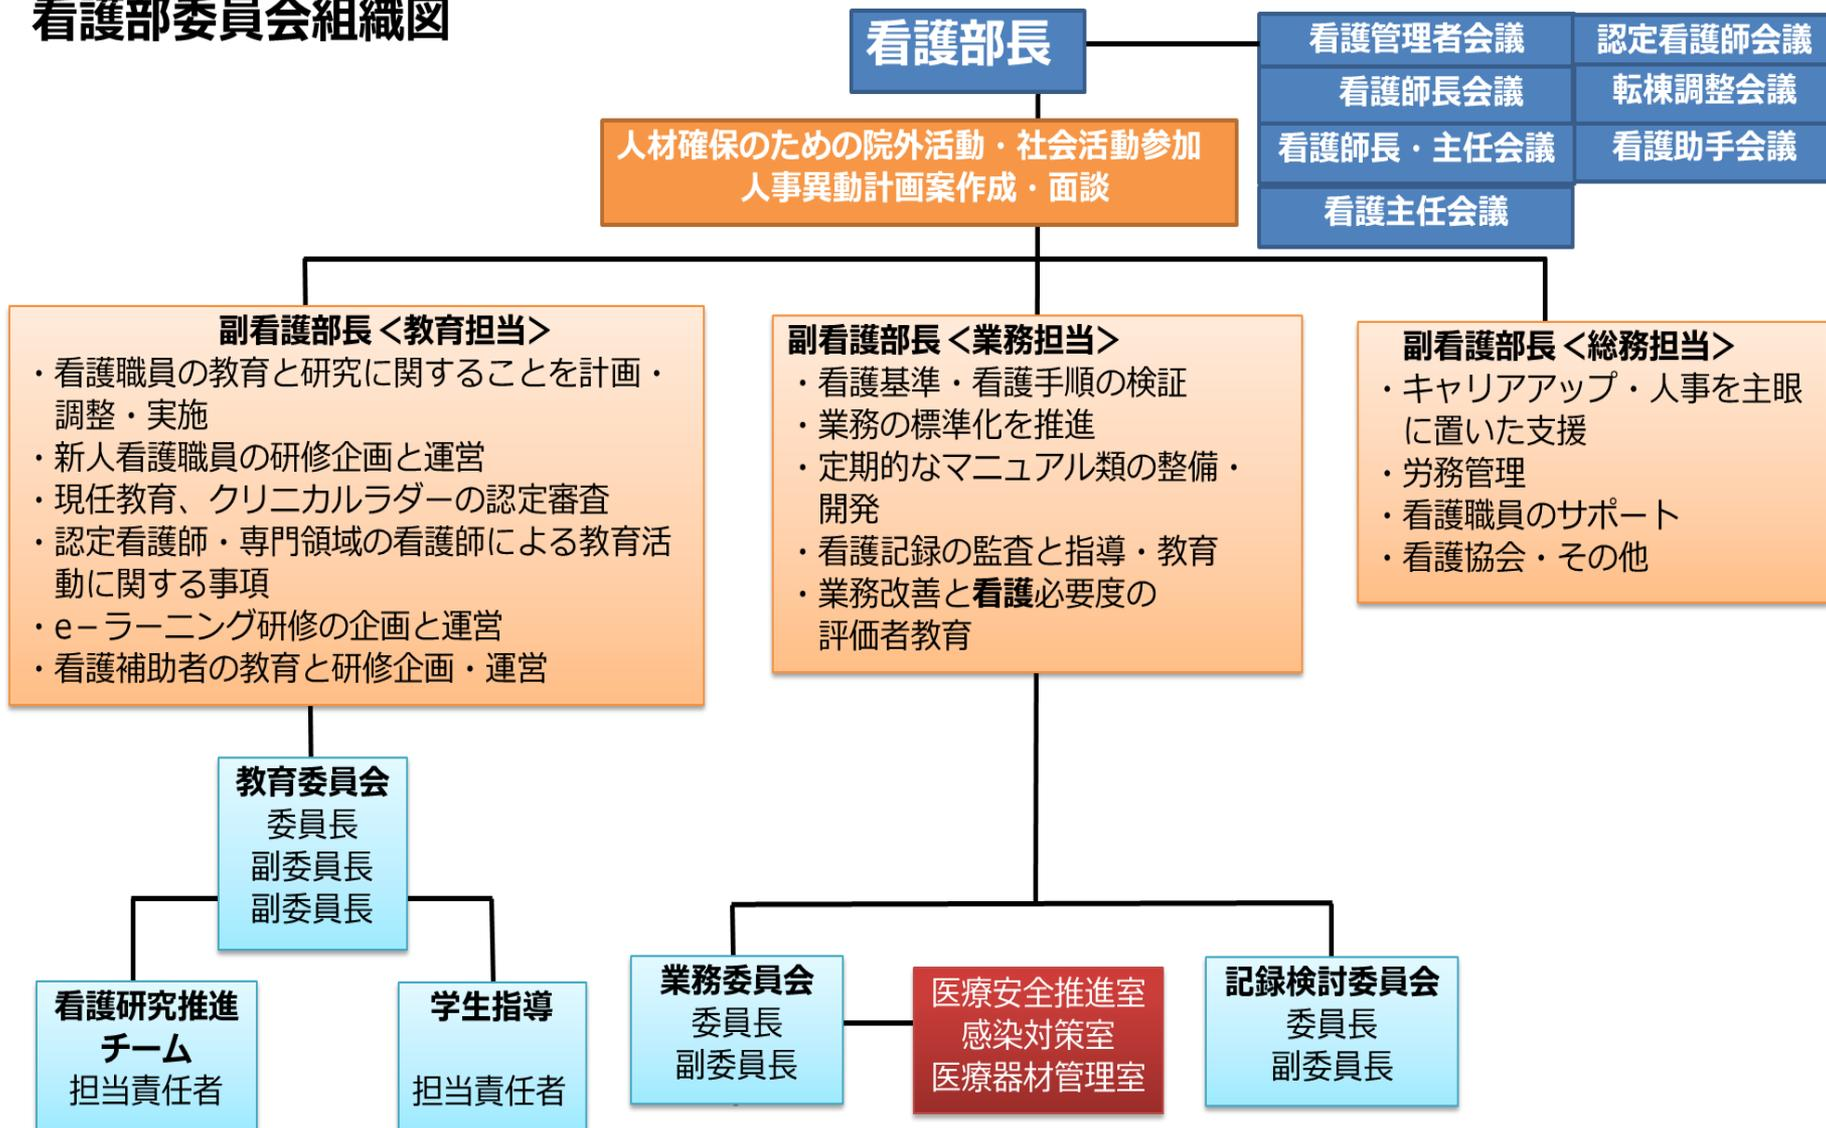 看護部委員会組織図
看護部長
看護管理者会議
認定看護師会議
看護師長会議
転棟調整会議
看護師長・主任会議
看護助手会議
看護主任会議
人材確保のための院外活動・社会活動参加
人事異動計画案作成・面談
副看護部長<教育担当>
・看護職員の教育と研究に関することを計画・
調整・実施
・新人看護職員の研修企画と運営
・現任教育、クリニカルラダーの認定審査
・認定看護師・専門領域の看護師による教育活
動に関する事項
・e－ラーニング研修の企画と運営
・看護補助者の教育と研修企画・運営
副看護部長<業務担当>
・看護基準・看護手順の検証
・業務の標準化を推進
・定期的なマニュアル類の整備・
開発
・看護記録の監査と指導・教育
・業務改善と看護必要度の
評価者教育
副看護部長<総務担当>
・キャリアアップ・人事を主眼
に置いた支援
・労務管理
・看護職員のサポート
・看護協会・その他
教育委員会
委員長
副委員長
副委員長
看護研究推進
チーム
担当責任者
学生指導
担当責任者
業務委員会
委員長
副委員長
医療安全推進室
感染対策室
医療器材管理室
記録検討委員会
委員長
副委員長